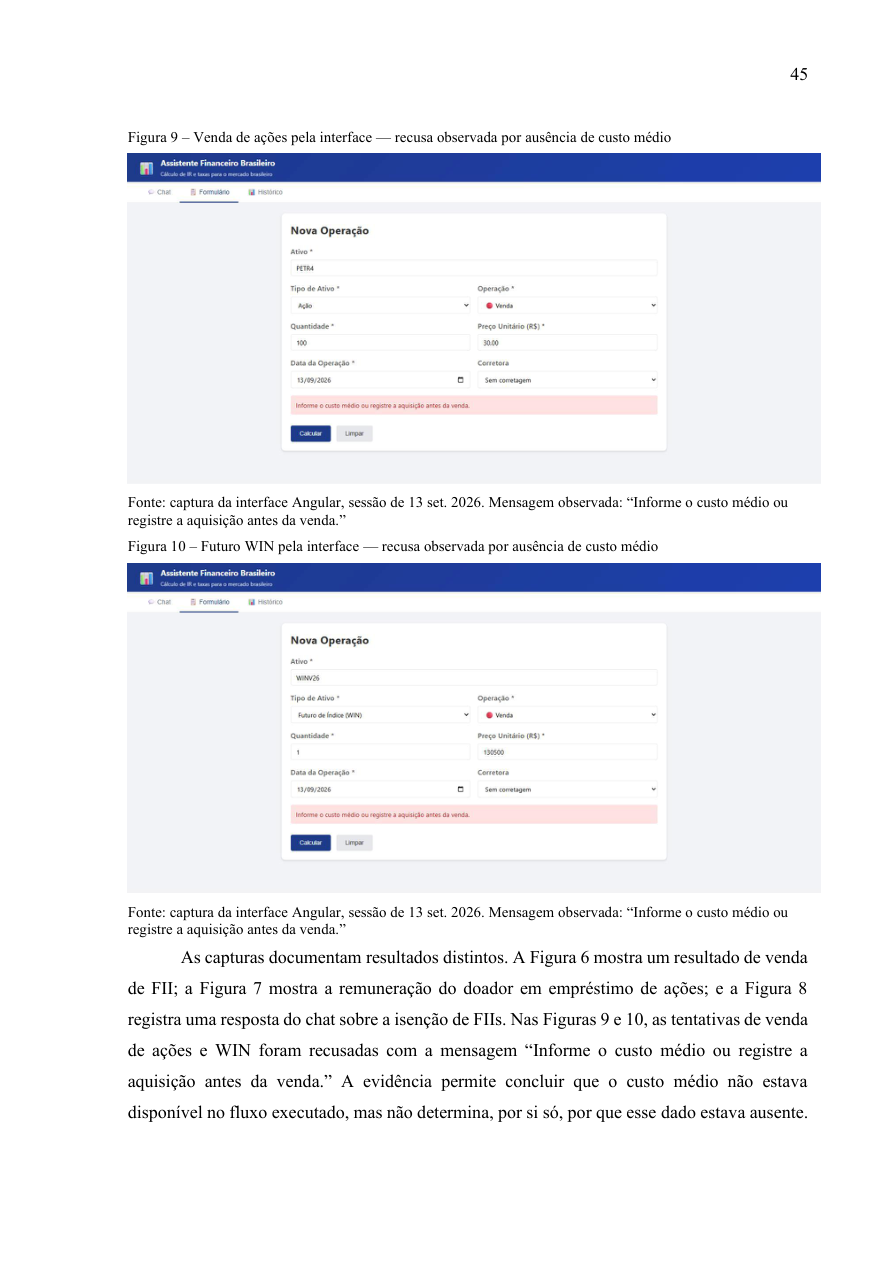 45
Figura 9 – Venda de ações pela interface — recusa observada por ausência de custo médio
Assistente Financeiro Brasileiro
Cálculo de IR e taxas para o mercado brasileiro
Chat Formulário Histórico
Nova Operação
Ativo *
PETR4
Tipo de Ativo * Operação *
Ação Venda
Quantidade * Preço Unitário (R$) *
100 30.00
Data da Operação * Corretora
13/09/2026 Sem corretagem
Informe o custo médio ou registre a aquisição antes da venda.
Calcular Limpar
Fonte: captura da interface Angular, sessão de 13 set. 2026. Mensagem observada: “Informe o custo médio ou
registre a aquisição antes da venda.”
Figura 10 – Futuro WIN pela interface — recusa observada por ausência de custo médio
Assistente Financeiro Brasileiro
Cálculo de IR e taxas para o mercado brasileiro
Chat Formulário Histórico
Nova Operação
Ativo *
WINV26
Tipo de Ativo * Operação *
Futuro de Índice (WIN) Venda
Quantidade * Preço Unitário (R$) *
1 130500
Data da Operação * Corretora
13/09/2026 Sem corretagem
Informe o custo médio ou registre a aquisição antes da venda.
Calcular Limpar
Fonte: captura da interface Angular, sessão de 13 set. 2026. Mensagem observada: “Informe o custo médio ou
registre a aquisição antes da venda.”
As capturas documentam resultados distintos. A Figura 6 mostra um resultado de venda
de FII; a Figura 7 mostra a remuneração do doador em empréstimo de ações; e a Figura 8
registra uma resposta do chat sobre a isenção de FIIs. Nas Figuras 9 e 10, as tentativas de venda
de ações e WIN foram recusadas com a mensagem “Informe o custo médio ou registre a
aquisição antes da venda.” A evidência permite concluir que o custo médio não estava
disponível no fluxo executado, mas não determina, por si só, por que esse dado estava ausente.